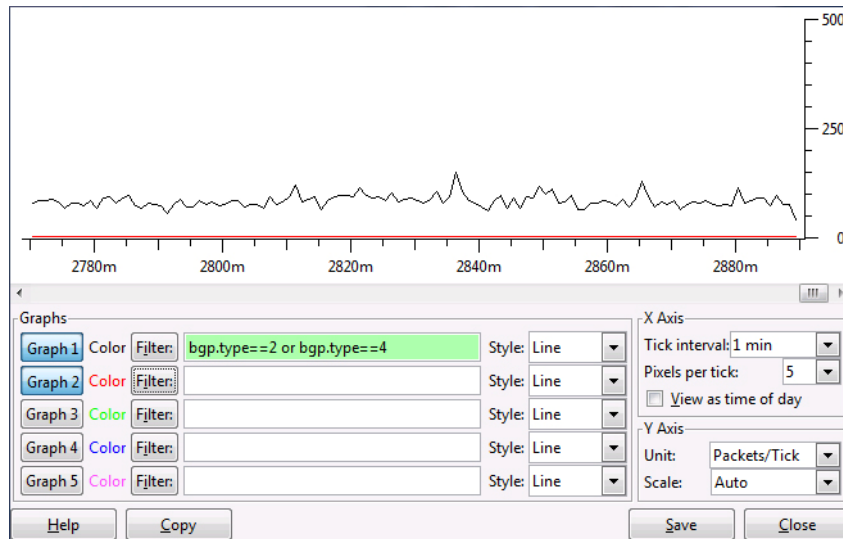 500
250
0
2780m 2800m 2820m 2840m 2860m 2880m
Graphs
Graph 1 Color Filter: bgp.type==2 or bgp.type==4 Style: Line
Graph 2 Color Filter: Style: Line
Graph 3 Color Filter: Style: Line
Graph 4 Color Filter: Style: Line
Graph 5 Color Filter: Style: Line
X Axis
Tick interval: 1 min
Pixels per tick: 5
View as time of day
Y Axis
Unit: Packets/Tick
Scale: Auto
Help Copy Save Close